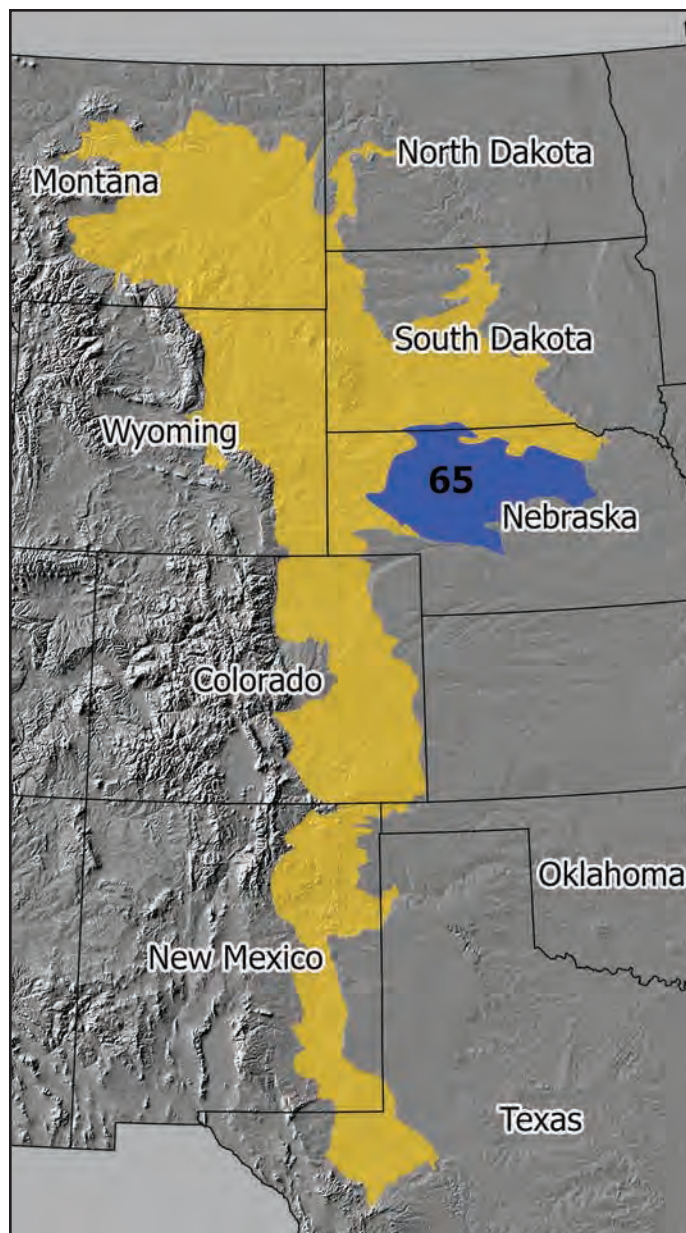 North Dakota
Montana
South Dakota
Wyoming
65
Nebraska
Colorado
Oklahoma
New Mexico
Texas